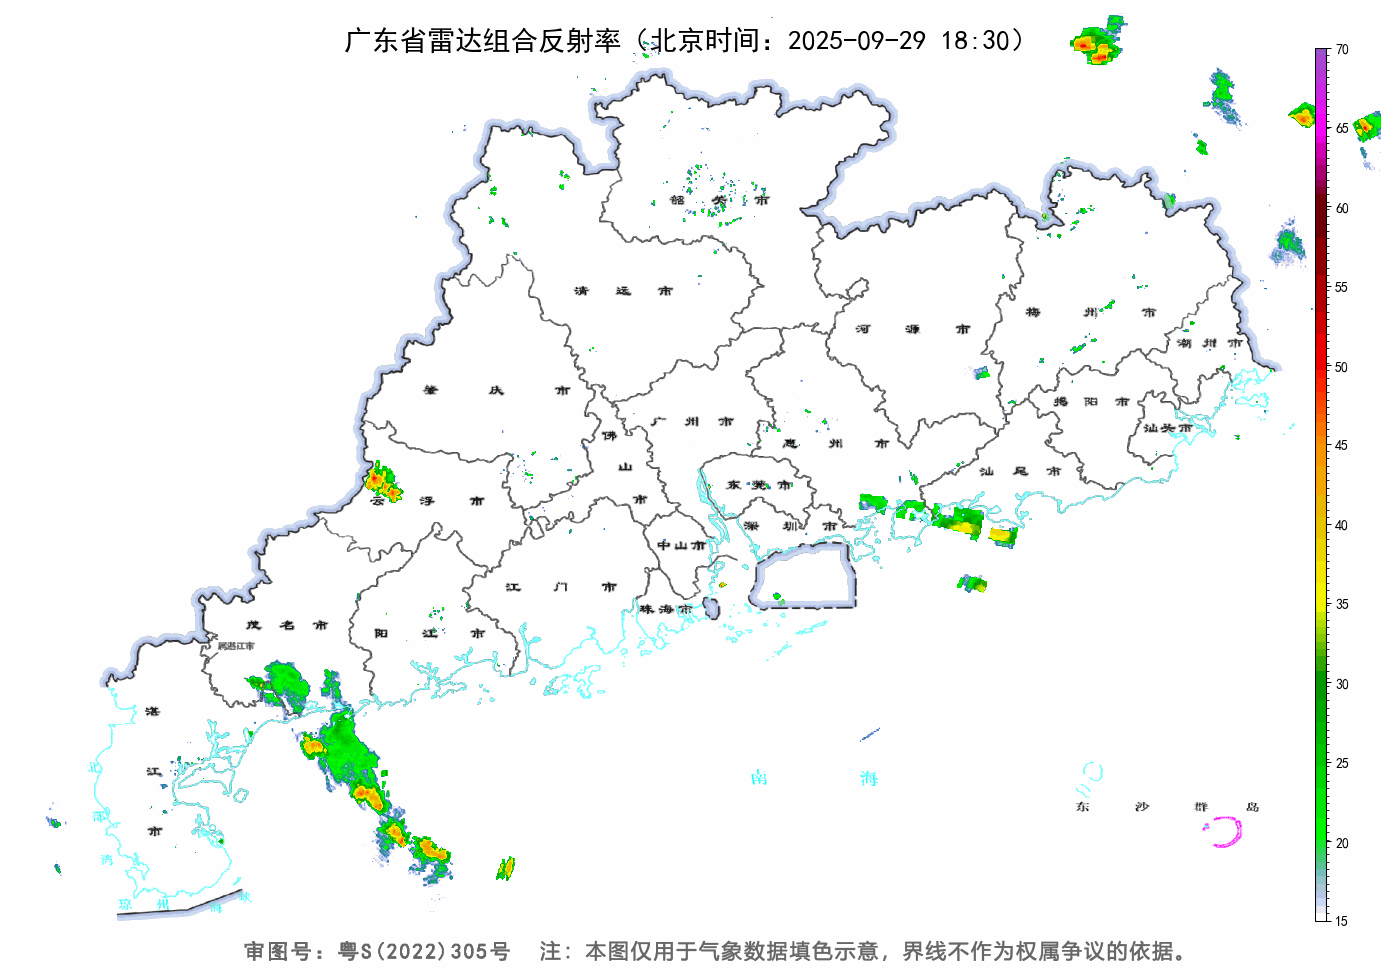 广东省雷达组合反射率（北京时间：2025-09-29 18:30）
70
65
60
55
50
45
40
35
30
25
20
15
韶关市
清远市
河源市
梅州市
潮州市
肇庆市
广州市
佛山市
惠州市
揭阳市
汕头市
汕尾市
东莞市
深圳市
云浮市
中山市
江门市
珠海市
茂名市
属湛江市
阳江市
湛江市
北部湾
琼州海峡
南海
东沙群岛
审图号：粤S(2022)305号 注：本图仅用于气象数据填色示意，界线不作为权属争议的依据。